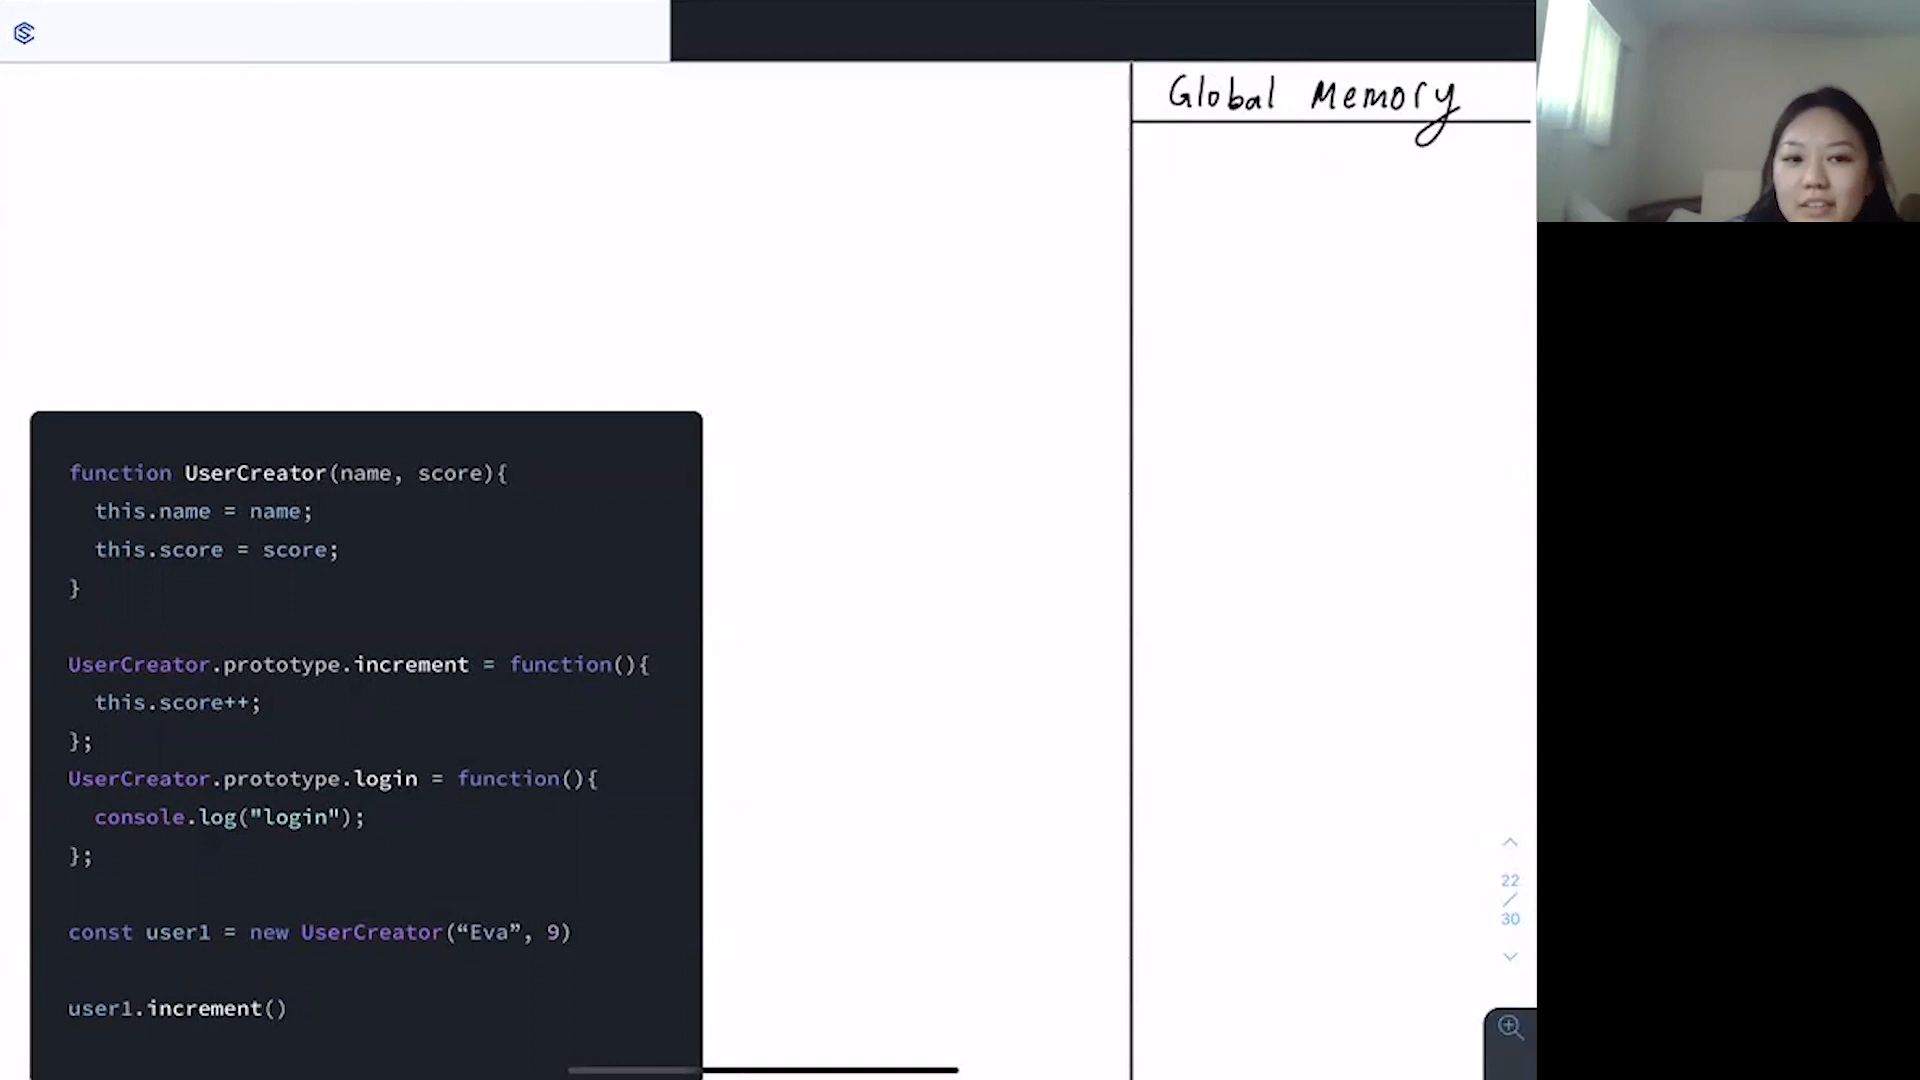 Global Memory
function UserCreator(name, score){
this.name = name;
this.score = score;
}
UserCreator.prototype.increment = function(){
this.score++;
};
UserCreator.prototype.login = function(){
console.log("login");
};
const user1 = new UserCreator(“Eva”, 9)
user1.increment()
22
/
30